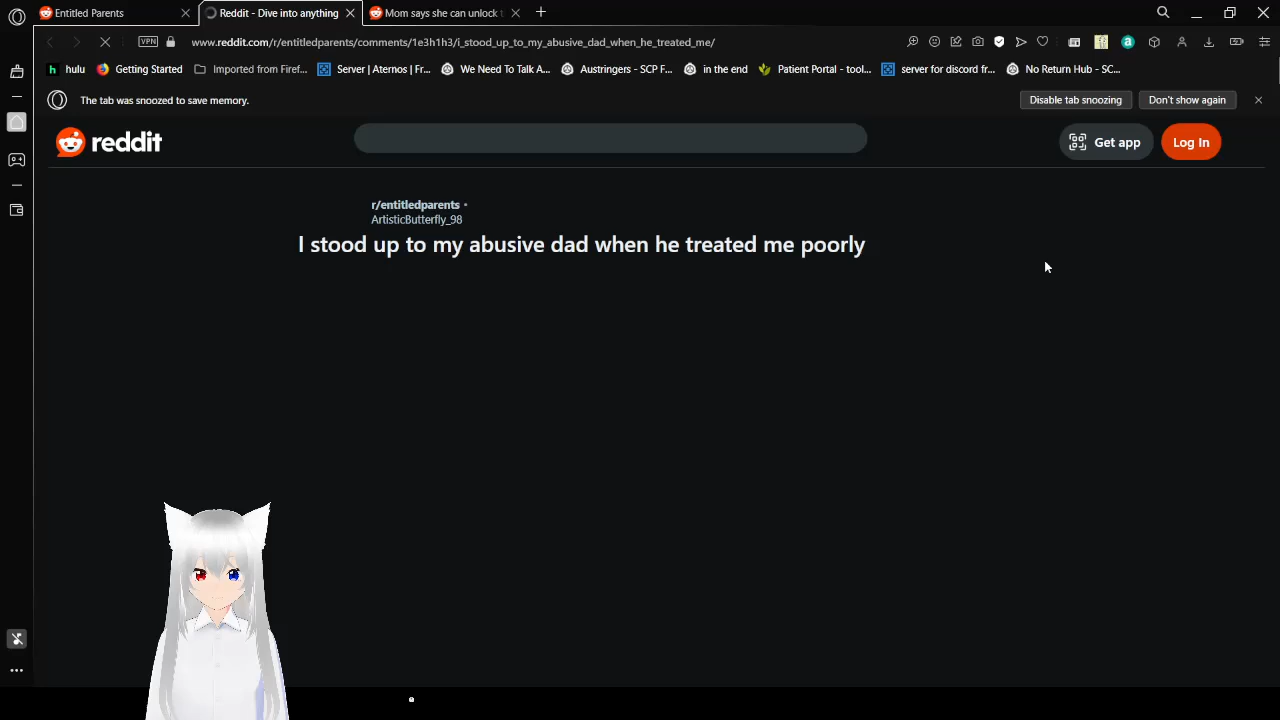 Entitled Parents
Reddit - Dive into anything
Mom says she can unlock
VPN
www.reddit.com/r/entitledparents/comments/1e3h1h3/i_stood_up_to_my_abusive_dad_when_he_treated_me/
hulu
Getting Started
Imported from Firef...
Server | Aternos | Fr...
We Need To Talk A...
Austringers - SCP F...
in the end
Patient Portal - tool...
server for discord fr...
No Return Hub - SC...
The tab was snoozed to save memory.
Disable tab snoozing
Don't show again
reddit
Get app
Log In
r/entitledparents •
ArtisticButterfly_98
I stood up to my abusive dad when he treated me poorly